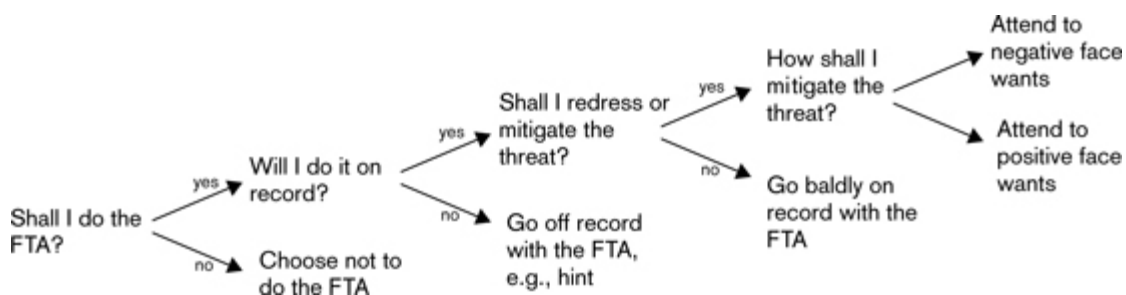 Shall I do the
FTA?
yes
no
Will I do it on
record?
Choose not to
do the FTA
yes
no
Shall I redress or
mitigate the
threat?
Go off record
with the FTA,
e.g., hint
yes
no
How shall I
mitigate the
threat?
Go baldly on
record with the
FTA
Attend to
negative face
wants
Attend to
positive face
wants